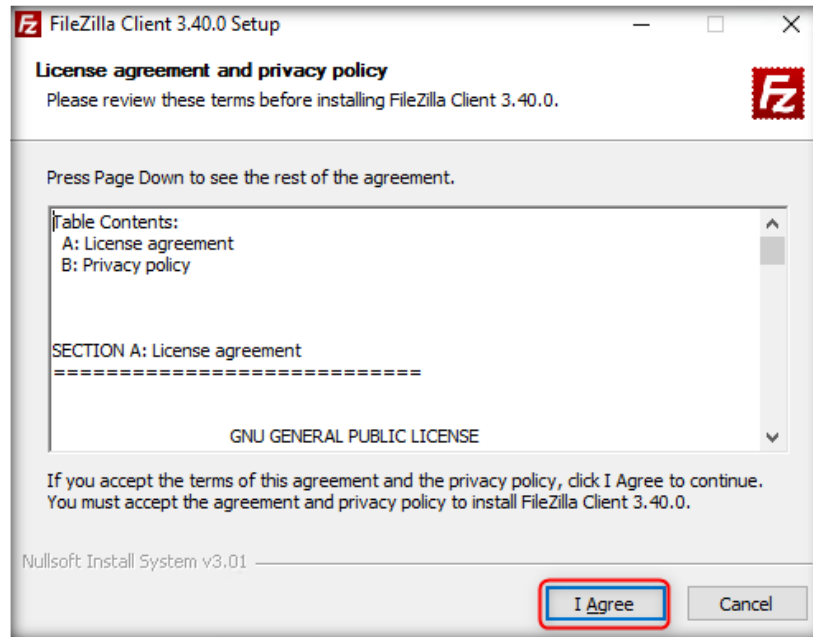 FileZilla Client 3.40.0 Setup
License agreement and privacy policy
Please review these terms before installing FileZilla Client 3.40.0.
Fz
Press Page Down to see the rest of the agreement.
Table Contents:
A: License agreement
B: Privacy policy
SECTION A: License agreement
============================
GNU GENERAL PUBLIC LICENSE
If you accept the terms of this agreement and the privacy policy, click I Agree to continue.
You must accept the agreement and privacy policy to install FileZilla Client 3.40.0.
Nullsoft Install System v3.01
I Agree
Cancel